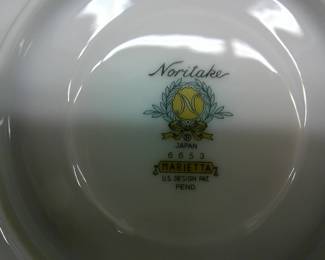 Noritake
N
®
JAPAN
6653
MARIETTA
U.S. DESIGN PAT.
PEND.